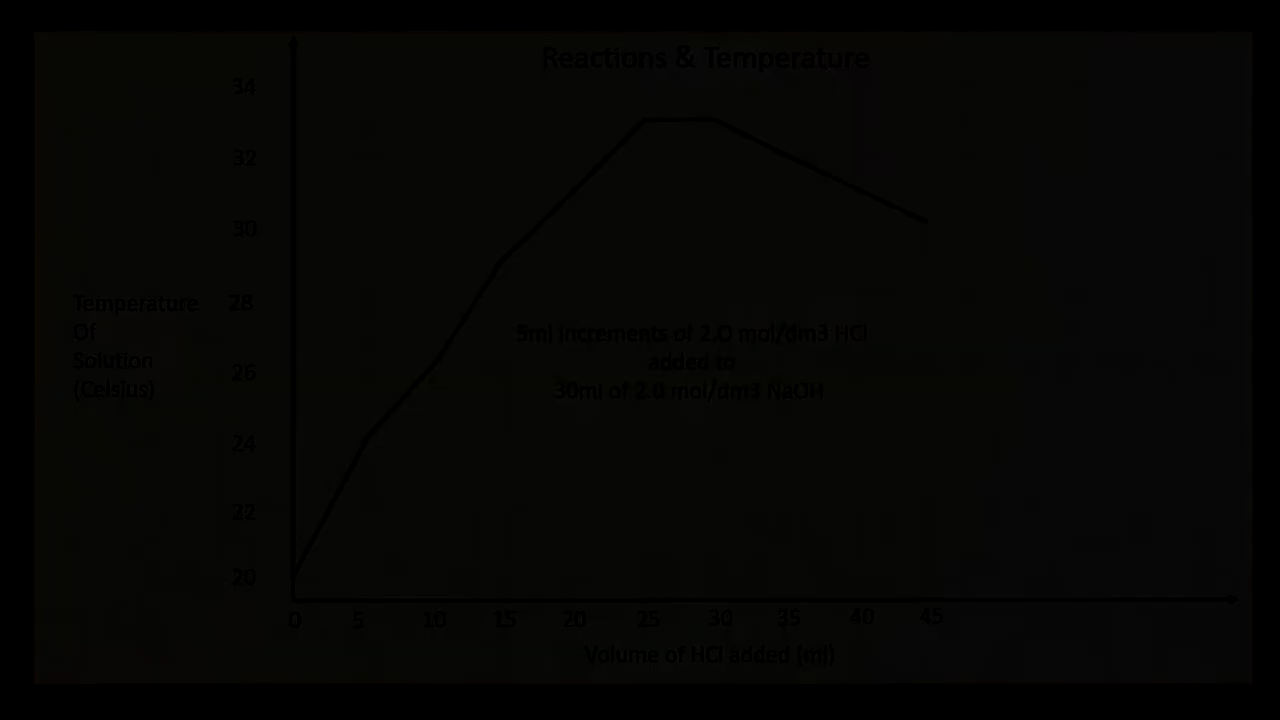 Reactions & Temperature
34
32
30
28
26
24
22
20
Temperature
Of
Solution
(Celsius)
5ml increments of 2.0 mol/dm3 HCl
added to
30ml of 2.0 mol/dm3 NaOH
0 5 10 15 20 25 30 35 40 45
Volume of HCl added (ml)